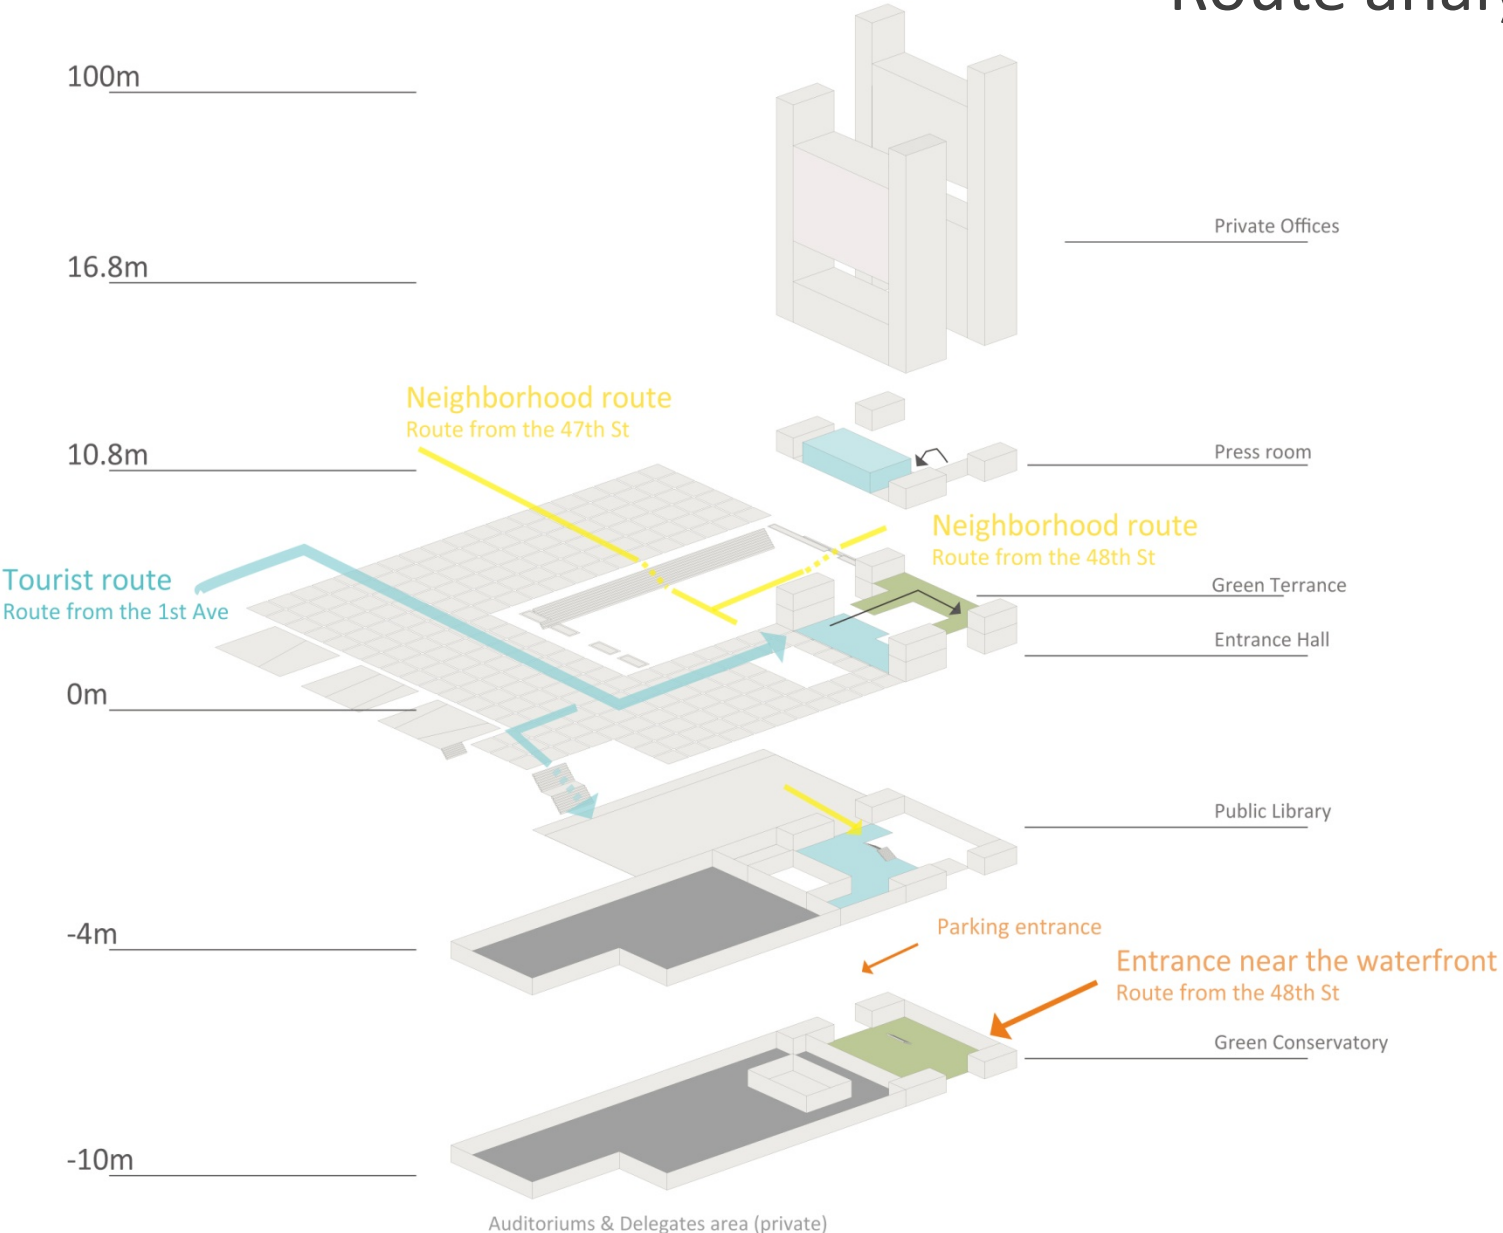 Route analy
100m
Private Offices
16.8m
Neighborhood route
Route from the 47th St
10.8m
Press room
Neighborhood route
Route from the 48th St
Tourist route
Route from the 1st Ave
Green Terrance
Entrance Hall
0m
Public Library
-4m
Parking entrance
Entrance near the waterfront
Route from the 48th St
Green Conservatory
-10m
Auditoriums & Delegates area (private)